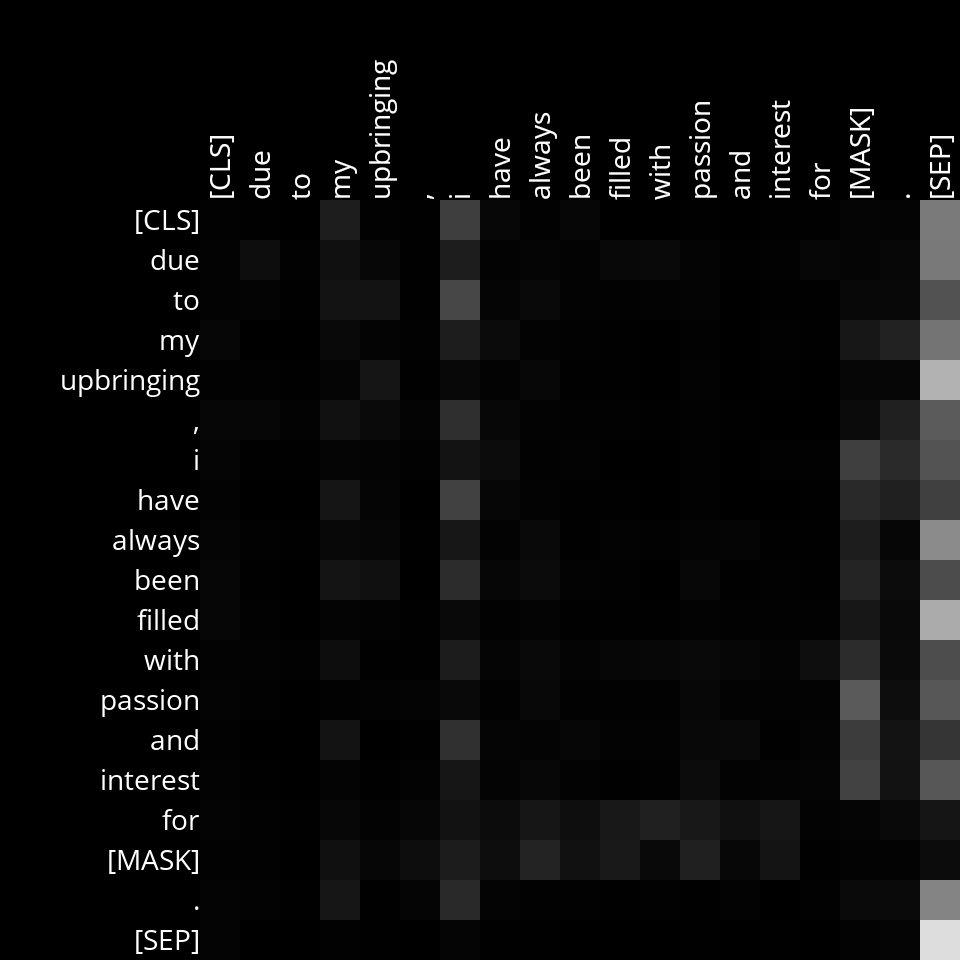 [CLS] due to my upbringing , i have always been filled with passion and interest for [MASK] . [SEP]
[CLS]
due
to
my
upbringing
,
i
have
always
been
filled
with
passion
and
interest
for
[MASK]
.
[SEP]